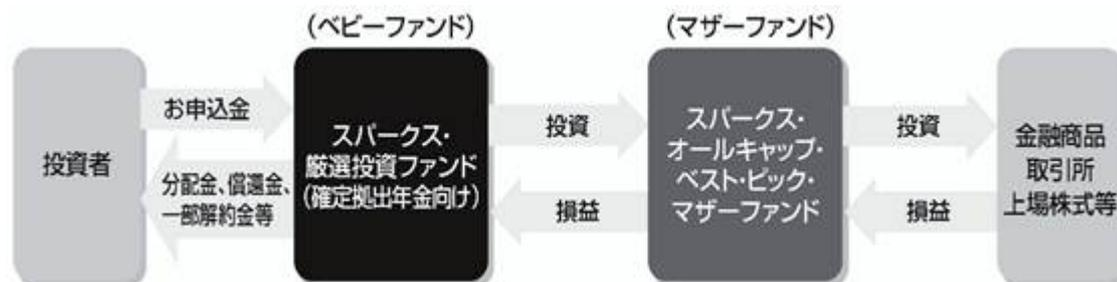 (ベビーファンド)
(マザーファンド)
投資者
お申込金
分配金、償還金、
一部解約金等
スパークス・
厳選投資ファンド
(確定拠出年金向け)
投資
損益
スパークス・
オールキャップ・
ベスト・ピック・
マザーファンド
投資
損益
金融商品
取引所
上場株式等